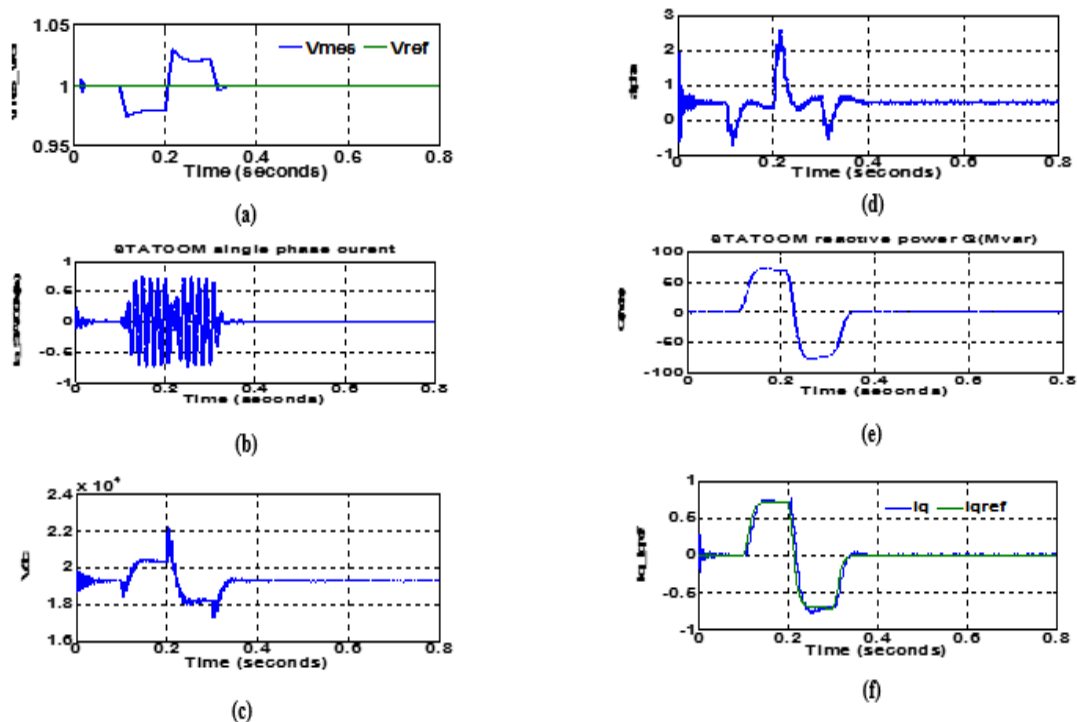 1.05
Vmes Vref
1
0.95
0 0.2 0.4 0.6 0.8
Time (seconds)
(a)
STATCOM single phase curent
1
0.5
0
-0.5
-1
0 0.2 0.4 0.6 0.8
Time (seconds)
(b)
x 10⁴
2.4
2.2
2
1.8
1.6
Vdc
0 0.2 0.4 0.6 0.8
Time (seconds)
(c)
3
2
1
0
-1
alpha
0 0.2 0.4 0.6 0.8
Time (seconds)
(d)
STATCOM reactive power Q(Mvar)
100
50
0
-50
-100
0 0.2 0.4 0.6 0.8
Time (seconds)
(e)
1
0.5
0
-0.5
-1
Iq_Iqref
Iq Iqref
0 0.2 0.4 0.6 0.8
Time (seconds)
(f)